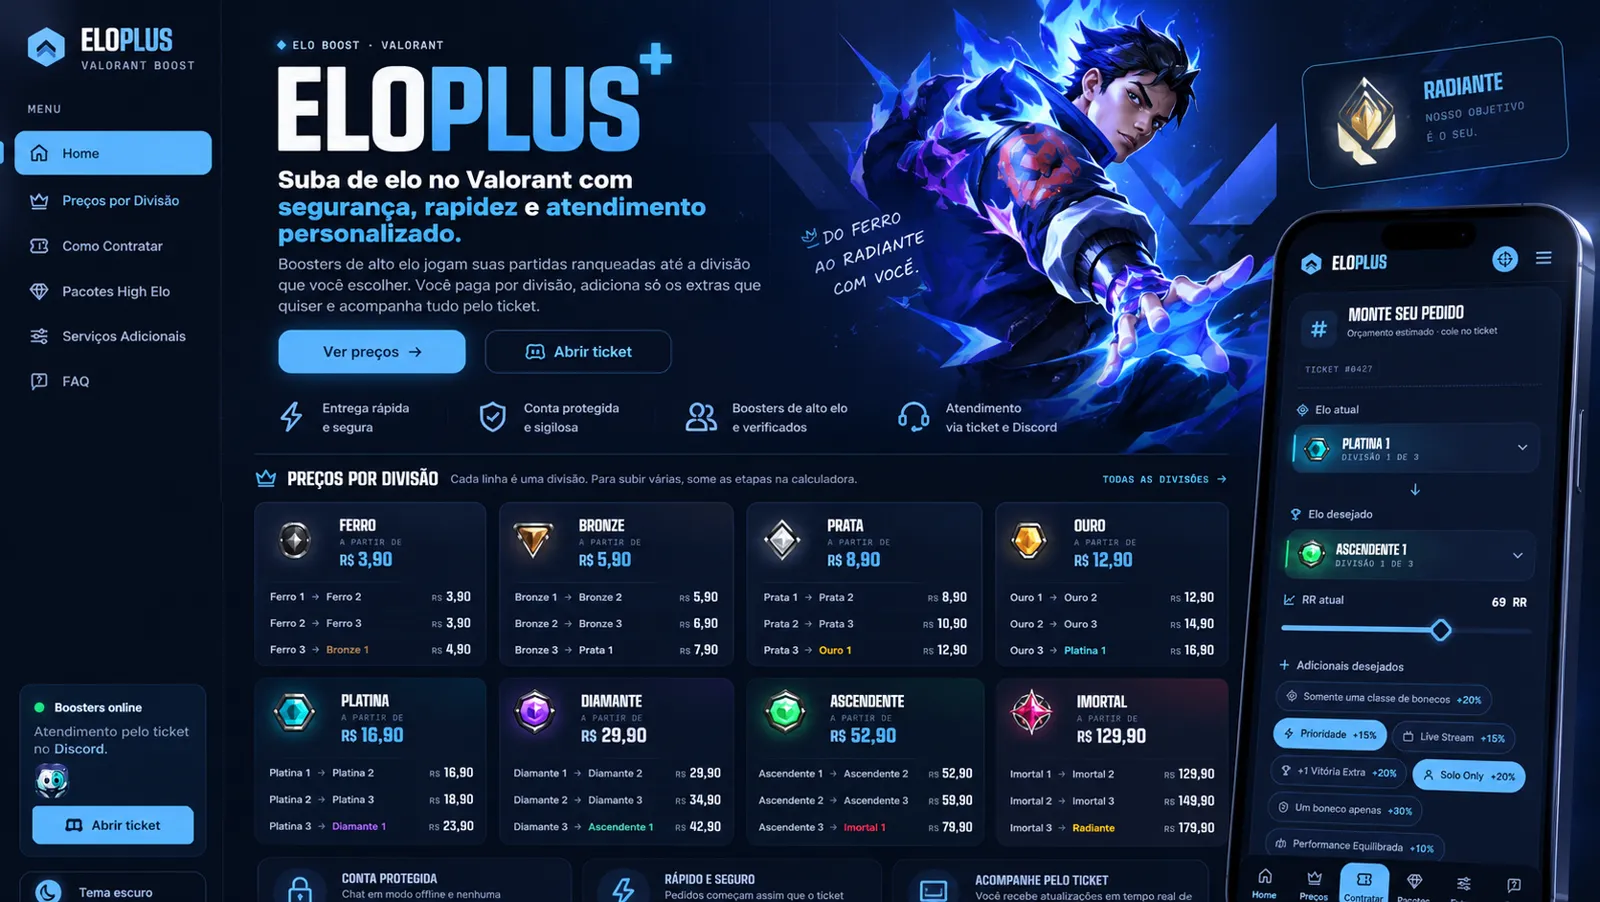 ELOPLUS
VALORANT BOOST
MENU
Home
Preços por Divisão
Como Contratar
Pacotes High Elo
Serviços Adicionais
FAQ
Boosters online
Atendimento pelo ticket
no Discord.
Abrir ticket
Tema escuro
ELO BOOST · VALORANT
ELOPLUS+
Suba de elo no Valorant com
segurança, rapidez e atendimento
personalizado.
Boosters de alto elo jogam suas partidas ranqueadas até a divisão
que você escolher. Você paga por divisão, adiciona só os extras que
quiser e acompanha tudo pelo ticket.
Ver preços →
Abrir ticket
DO FERRO
AO RADIANTE
COM VOCÊ.
Entrega rápida
e segura
Conta protegida
e sigilosa
Boosters de alto elo
e verificados
Atendimento
via ticket e Discord
PREÇOS POR DIVISÃO
Cada linha é uma divisão. Para subir várias, some as etapas na calculadora.
TODAS AS DIVISÕES →
FERRO
A PARTIR DE
R$ 3,90
Ferro 1 → Ferro 2 R$ 3,90
Ferro 2 → Ferro 3 R$ 3,90
Ferro 3 → Bronze 1 R$ 4,90
BRONZE
A PARTIR DE
R$ 5,90
Bronze 1 → Bronze 2 R$ 5,90
Bronze 2 → Bronze 3 R$ 6,90
Bronze 3 → Prata 1 R$ 7,90
PRATA
A PARTIR DE
R$ 8,90
Prata 1 → Prata 2 R$ 8,90
Prata 2 → Prata 3 R$ 10,90
Prata 3 → Ouro 1 R$ 12,90
OURO
A PARTIR DE
R$ 12,90
Ouro 1 → Ouro 2 R$ 12,90
Ouro 2 → Ouro 3 R$ 14,90
Ouro 3 → Platina 1 R$ 16,90
PLATINA
A PARTIR DE
R$ 16,90
Platina 1 → Platina 2 R$ 16,90
Platina 2 → Platina 3 R$ 18,90
Platina 3 → Diamante 1 R$ 23,90
DIAMANTE
A PARTIR DE
R$ 29,90
Diamante 1 → Diamante 2 R$ 29,90
Diamante 2 → Diamante 3 R$ 34,90
Diamante 3 → Ascendente 1 R$ 42,90
ASCENDENTE
A PARTIR DE
R$ 52,90
Ascendente 1 → Ascendente 2 R$ 52,90
Ascendente 2 → Ascendente 3 R$ 59,90
Ascendente 3 → Imortal 1 R$ 79,90
IMORTAL
A PARTIR DE
R$ 129,90
Imortal 1 → Imortal 2 R$ 129,90
Imortal 2 → Imortal 3 R$ 149,90
Imortal 3 → Radiante R$ 179,90
CONTA PROTEGIDA
Chat em modo offline e nenhuma
RÁPIDO E SEGURO
Pedidos começam assim que o ticket
ACOMPANHE PELO TICKET
Você recebe atualizações em tempo real de
RADIANTE
NOSSO OBJETIVO
É O SEU.
ELOPLUS
# MONTE SEU PEDIDO
Orçamento estimado · cole no ticket
TICKET #0427
Elo atual
PLATINA 1
DIVISÃO 1 DE 3
↓
Elo desejado
ASCENDENTE 1
DIVISÃO 1 DE 3
RR atual 69 RR
+ Adicionais desejados
Somente uma classe de bonecos +20%
Prioridade +15%
Live Stream +15%
+1 Vitória Extra +20%
Solo Only +20%
Um boneco apenas +30%
Performance Equilibrada +10%
Home
Preços
Contratar
Pacotes